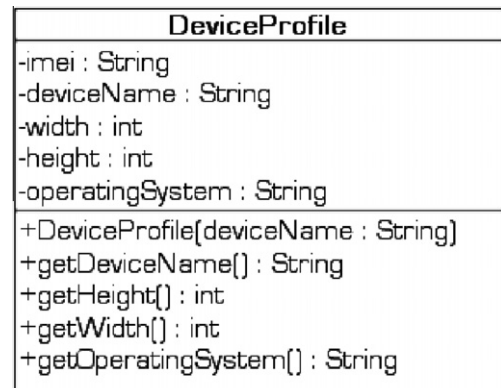 DeviceProfile
-imei : String
-deviceName : String
-width : int
-height : int
-operatingSystem : String
+DeviceProfile(deviceName : String)
+getDeviceName() : String
+getHeight() : int
+getWidth() : int
+getOperatingSystem() : String